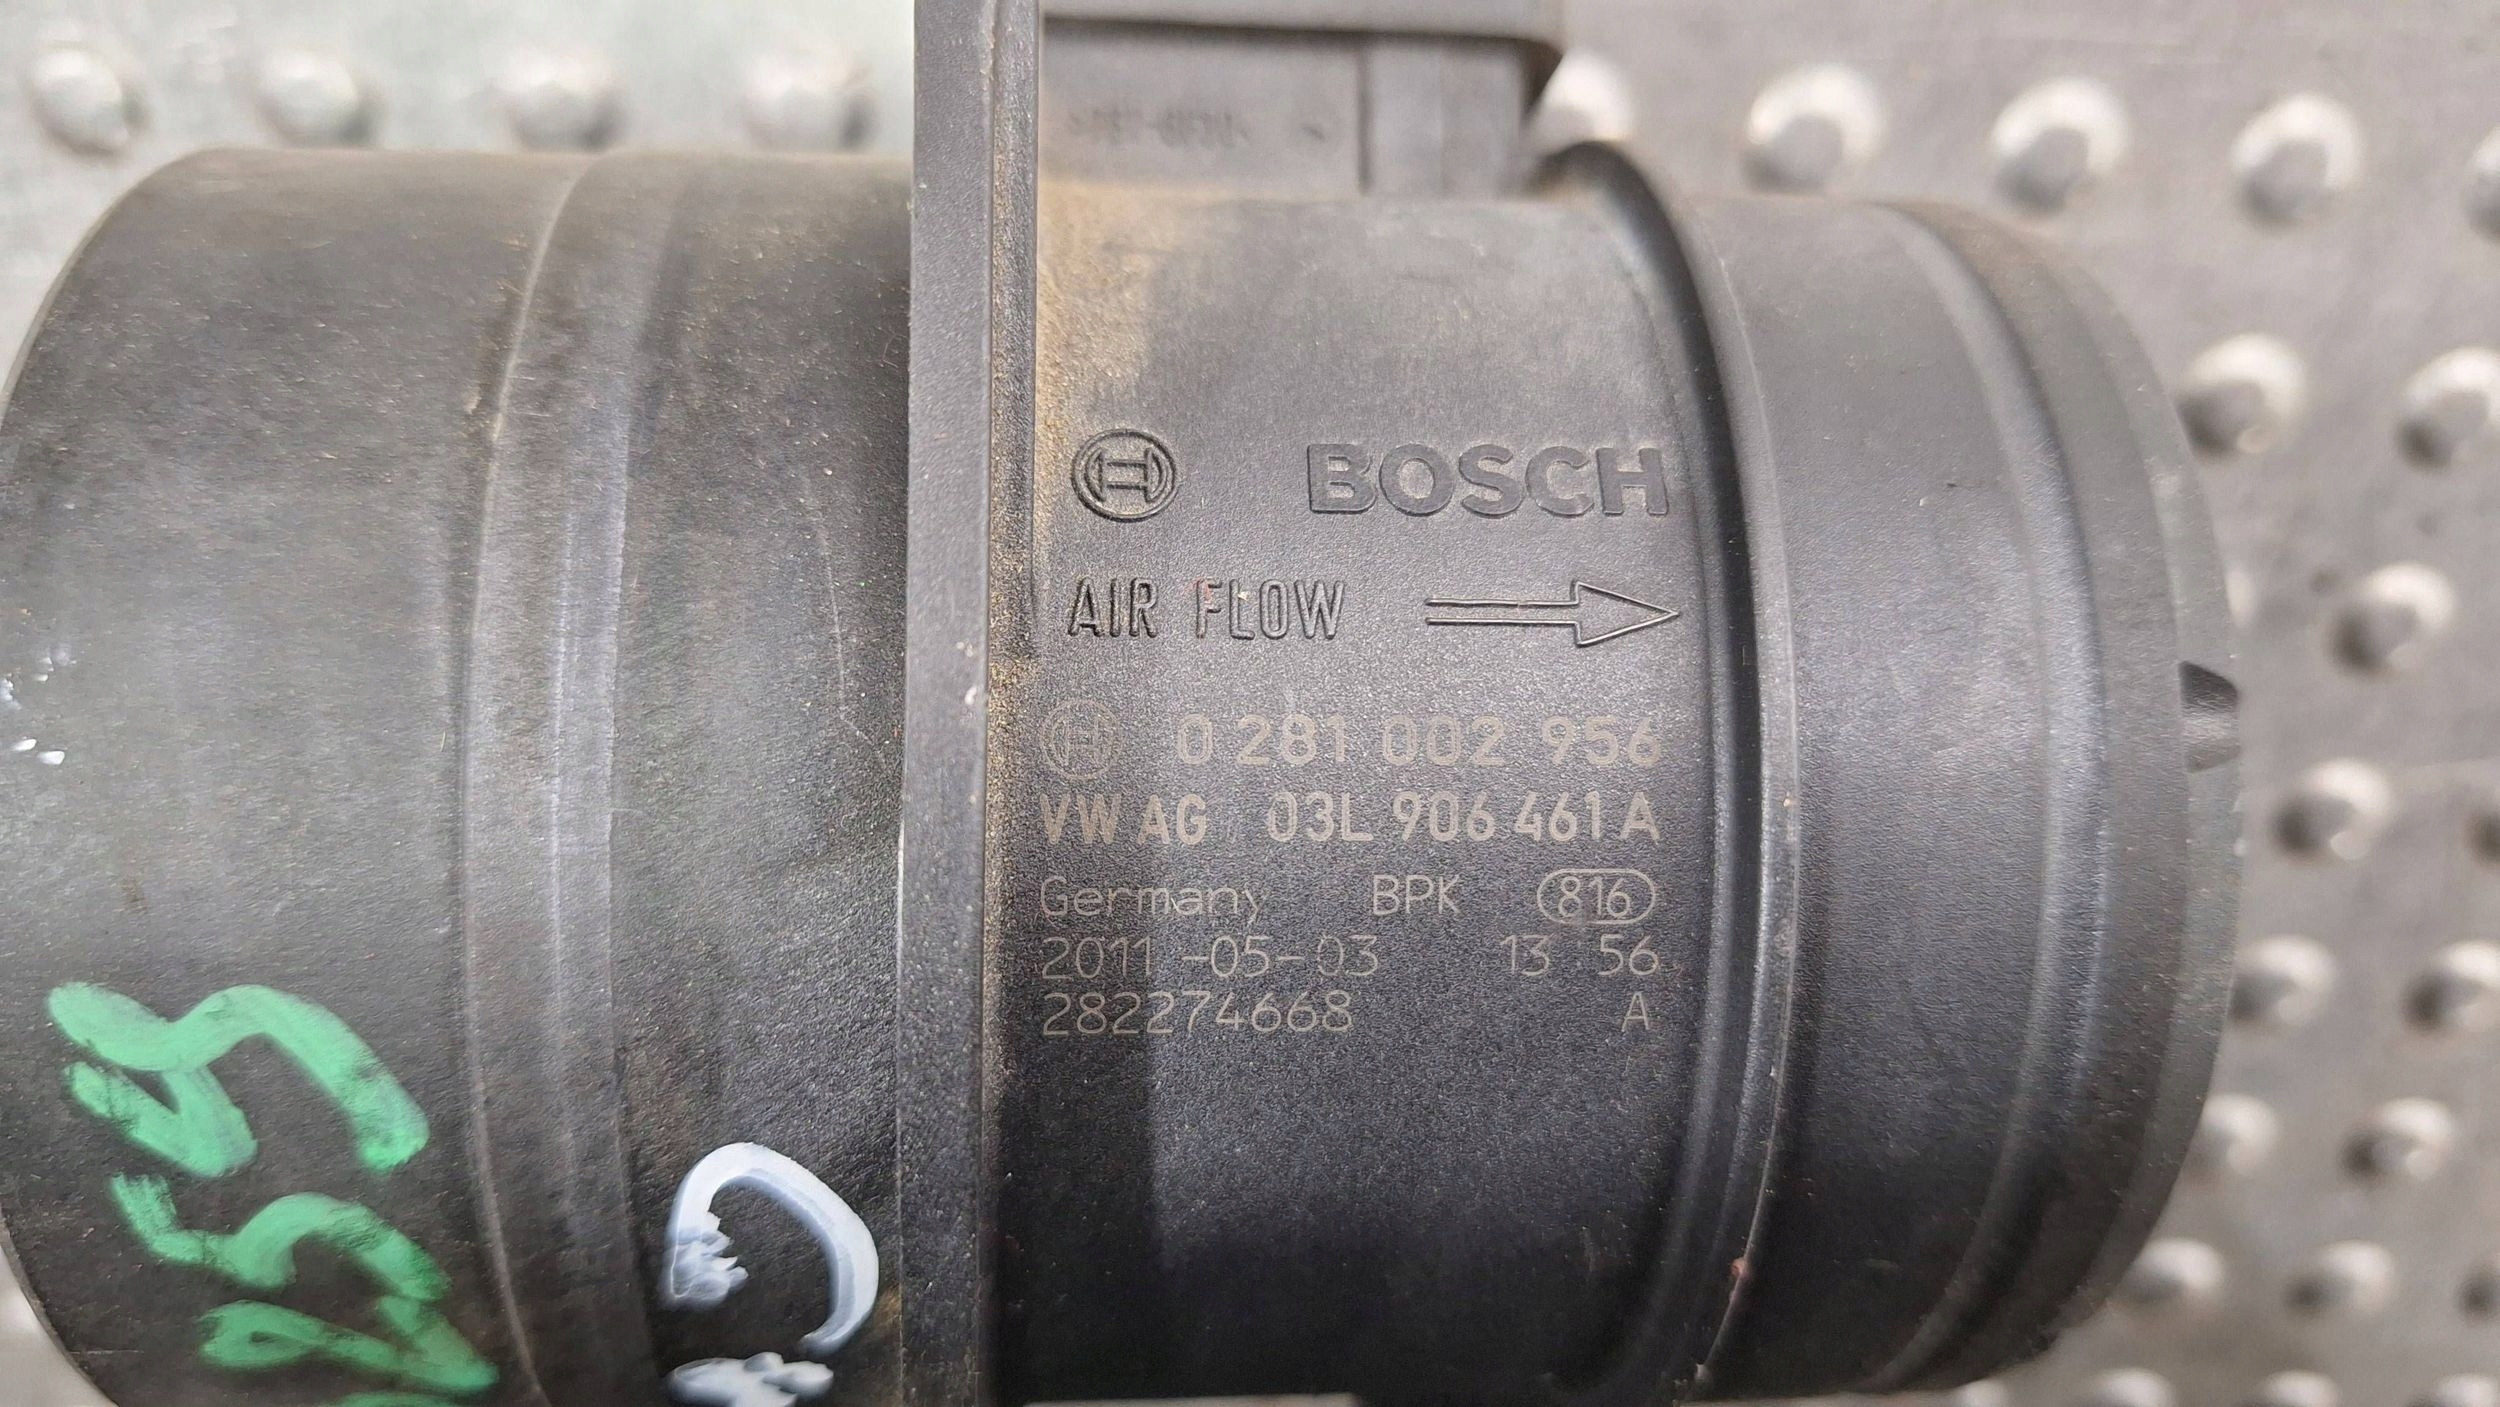 BOSCH
AIR FLOW
0 281 002 956
VW AG 03L 906 461 A
Germany BPK 816
2011-05-03 13 56
282274668 A